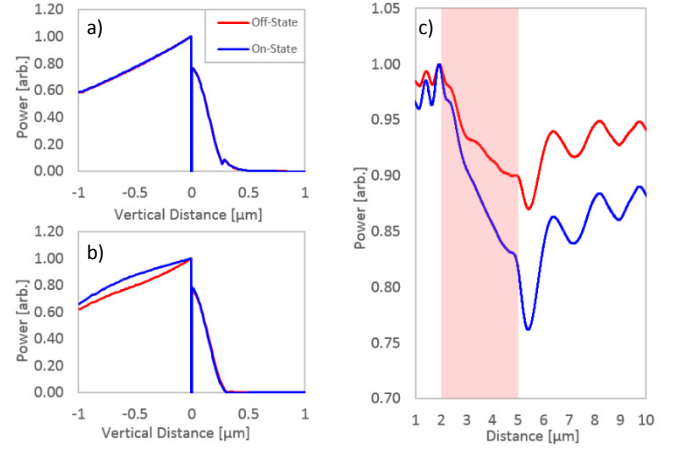 a)
Off-State
On-State
Power [arb.]
1.20
1.00
0.80
0.60
0.40
0.20
0.00
-1 -0.5 0 0.5 1
Vertical Distance [µm]
b)
Power [arb.]
1.20
1.00
0.80
0.60
0.40
0.20
0.00
-1 -0.5 0 0.5 1
Vertical Distance [µm]
c)
Power [arb.]
1.05
1.00
0.95
0.90
0.85
0.80
0.75
0.70
1 2 3 4 5 6 7 8 9 10
Distance [µm]